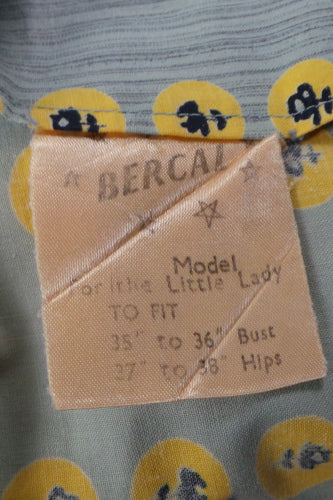 BERCAL
Model
For the Little Lady
TO FIT
35" to 36" Bust
37" to 38" Hips